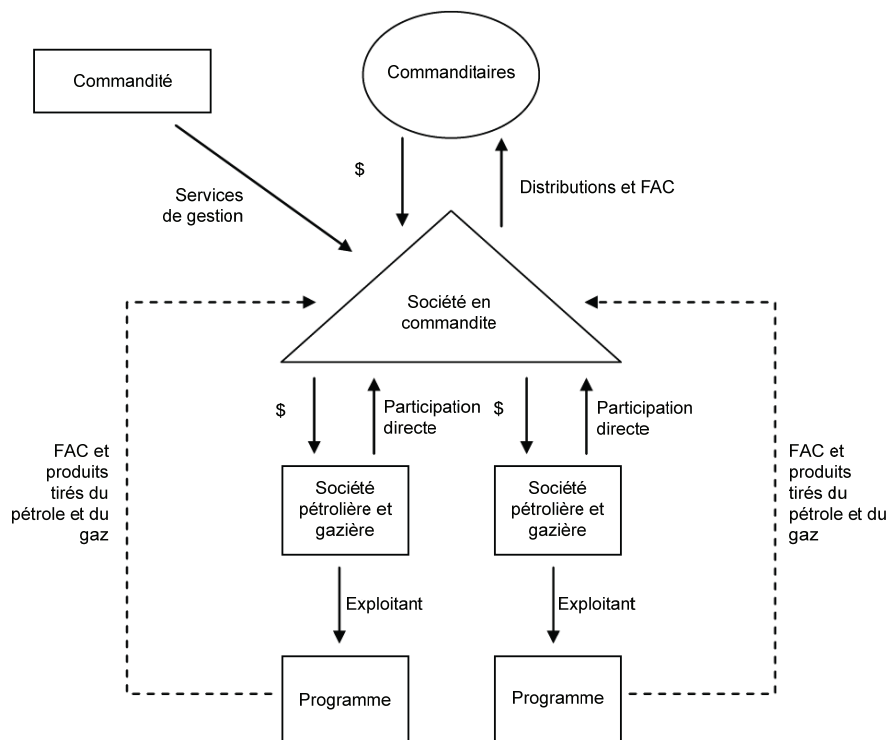 Commandité
Commanditaires
$
Distributions et FAC
Services
de gestion
Société en
commandite
$
Participation
directe
$
Participation
directe
FAC et
produits
tirés du
pétrole et du
gaz
Société
pétrolière et
gazière
Société
pétrolière et
gazière
FAC et
produits
tirés du
pétrole et du
gaz
Exploitant
Exploitant
Programme
Programme